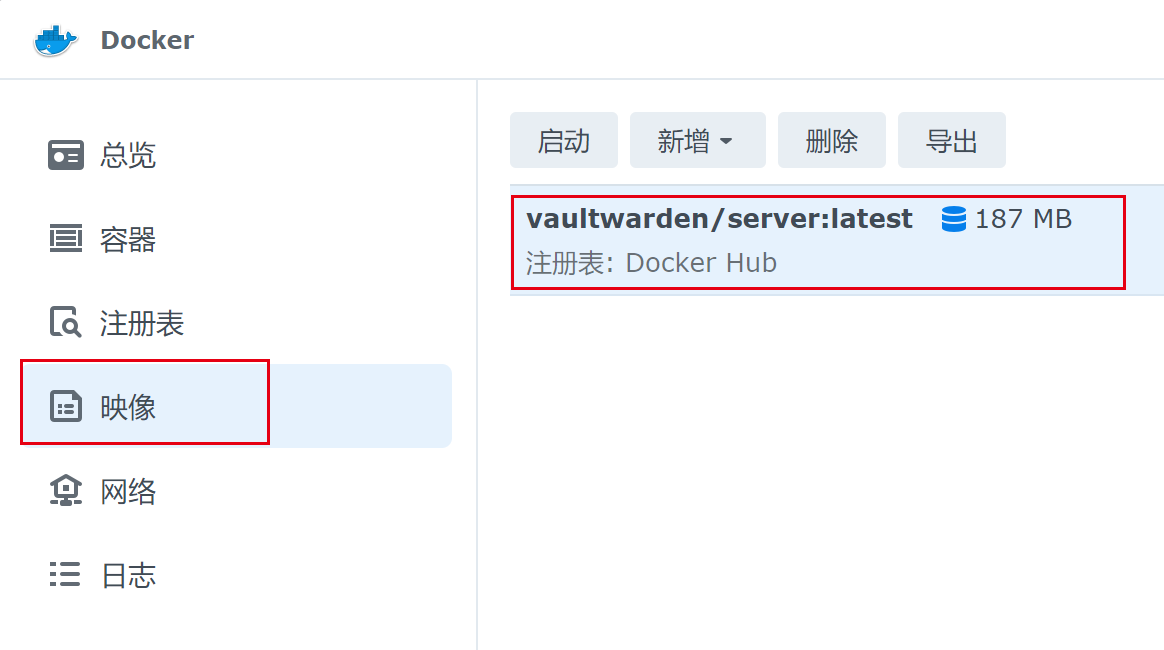 Docker
总览
容器
注册表
映像
网络
日志
启动 新增 删除 导出
vaultwarden/server:latest 187 MB
注册表: Docker Hub